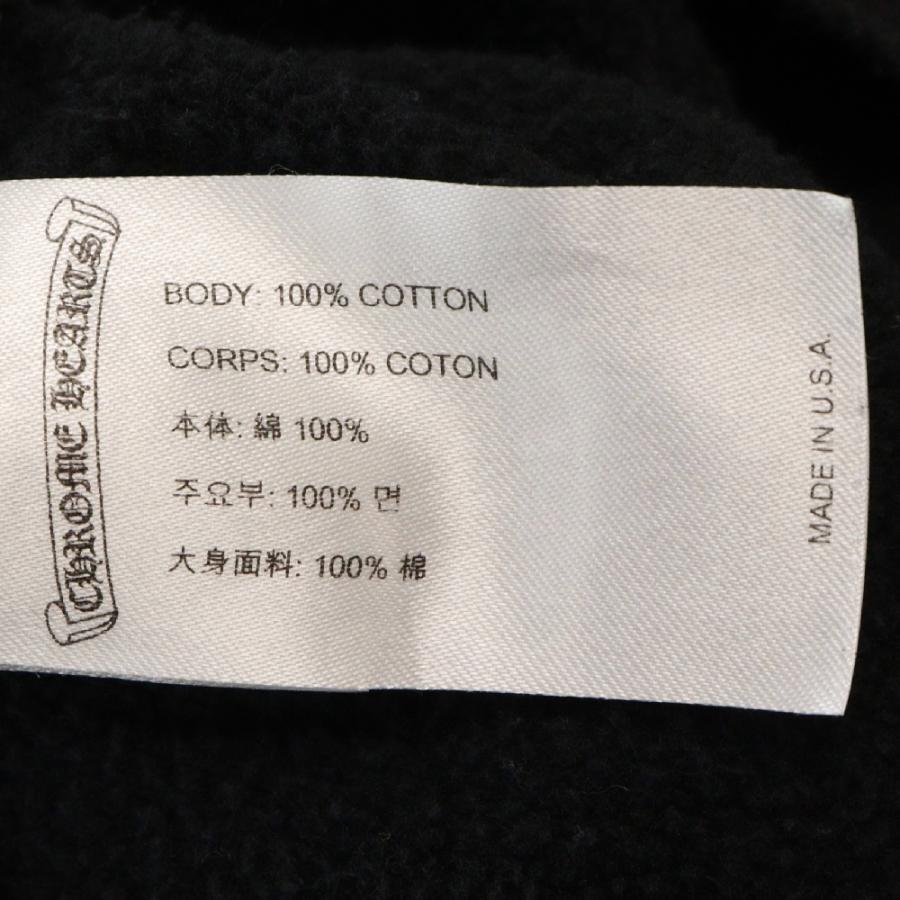 CHROME HEARTS
BODY: 100% COTTON
CORPS: 100% COTON
本体: 綿 100%
주요부: 100% 면
大身面料: 100% 棉
MADE IN U.S.A.